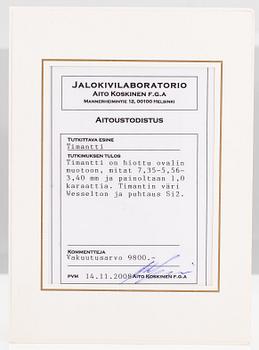 JALOKIVILABORATORIO
AITO KOSKINEN F.G.A
MANNERHEIMINTIE 12, 00100 HELSINKI
AITOUSTODISTUS
TUTKITTAVA ESINE
Timantti
TUTKIMUKSEN TULOS
Timantti on hiottu ovalin
muotoon, mitat 7,35-5,56-
3,40 mm ja painoltaan 1,0
karaattia. Timantin väri
Wesselton ja puhtaus Si2.
KOMMENTTEJA
Vakuutusarvo 9800.-
PVM 14.11.2008 AITO KOSKINEN F.G.A